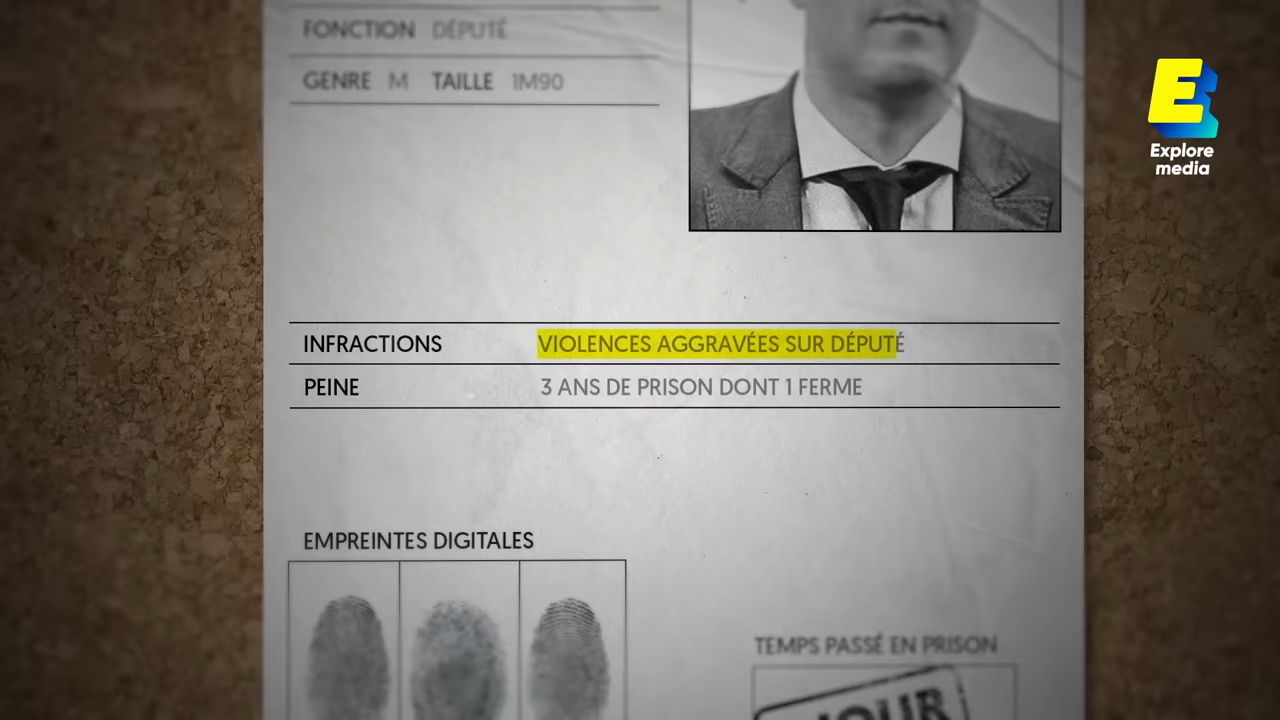 FONCTION DÉPUTÉ
GENRE M TAILLE 1M90
E
Explore
media
INFRACTIONS VIOLENCES AGGRAVÉES SUR DÉPUTÉ
PEINE 3 ANS DE PRISON DONT 1 FERME
EMPREINTES DIGITALES
TEMPS PASSÉ EN PRISON
JOUR